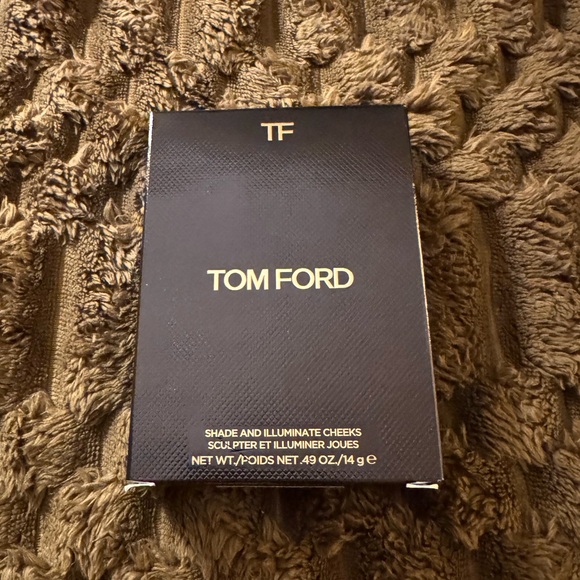 TF
TOM FORD
SHADE AND ILLUMINATE CHEEKS
SCULPTER ET ILLUMINER JOUES
NET WT./POIDS NET .49 OZ./14 g ℮